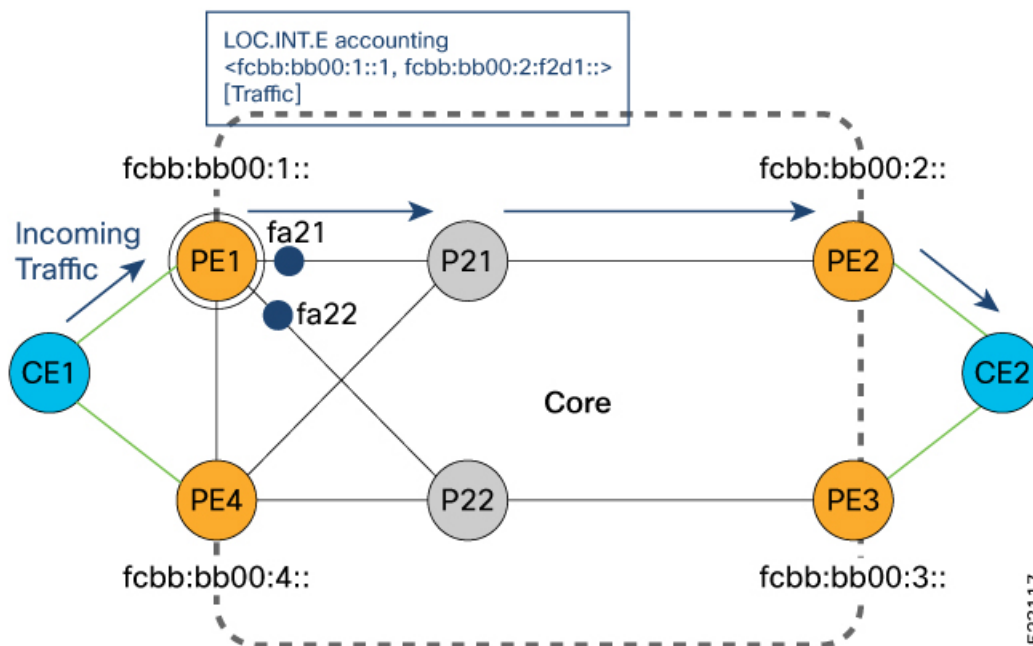 LOC.INT.E accounting
<fcbb:bb00:1::1, fcbb:bb00:2:f2d1::>
[Traffic]
fcbb:bb00:1::
fcbb:bb00:2::
Incoming
Traffic
fa21
PE1
P21
PE2
fa22
CE1
CE2
Core
PE4
P22
PE3
fcbb:bb00:4::
fcbb:bb00:3::